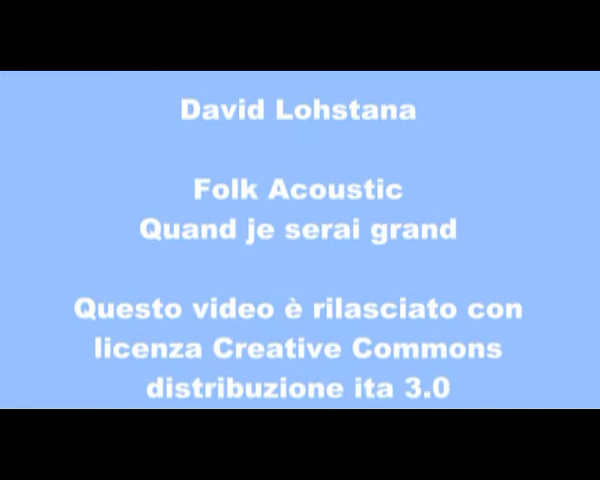 David Lohstana
Folk Acoustic
Quand je serai grand
Questo video è rilasciato con
licenza Creative Commons
distribuzione ita 3.0